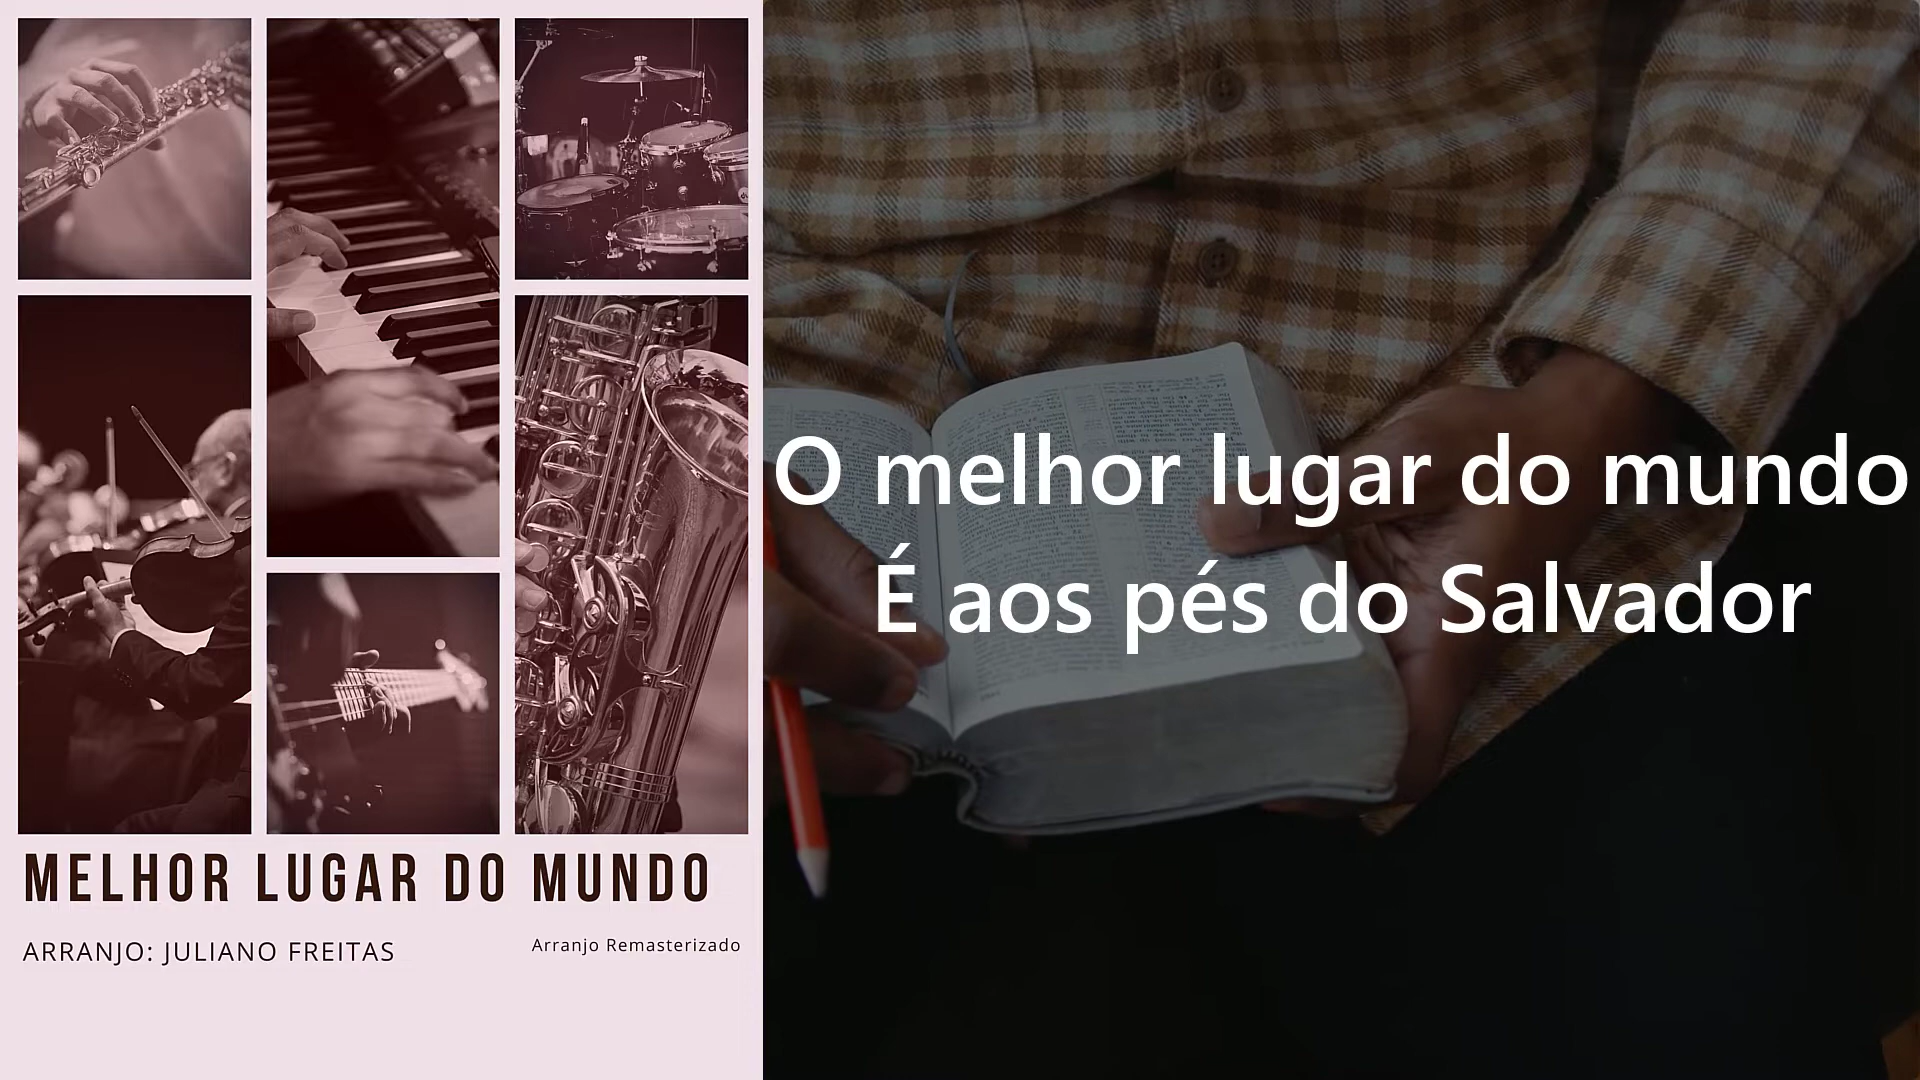 MELHOR LUGAR DO MUNDO
ARRANJO: JULIANO FREITAS
Arranjo Remasterizado
O melhor lugar do mundo
É aos pés do Salvador